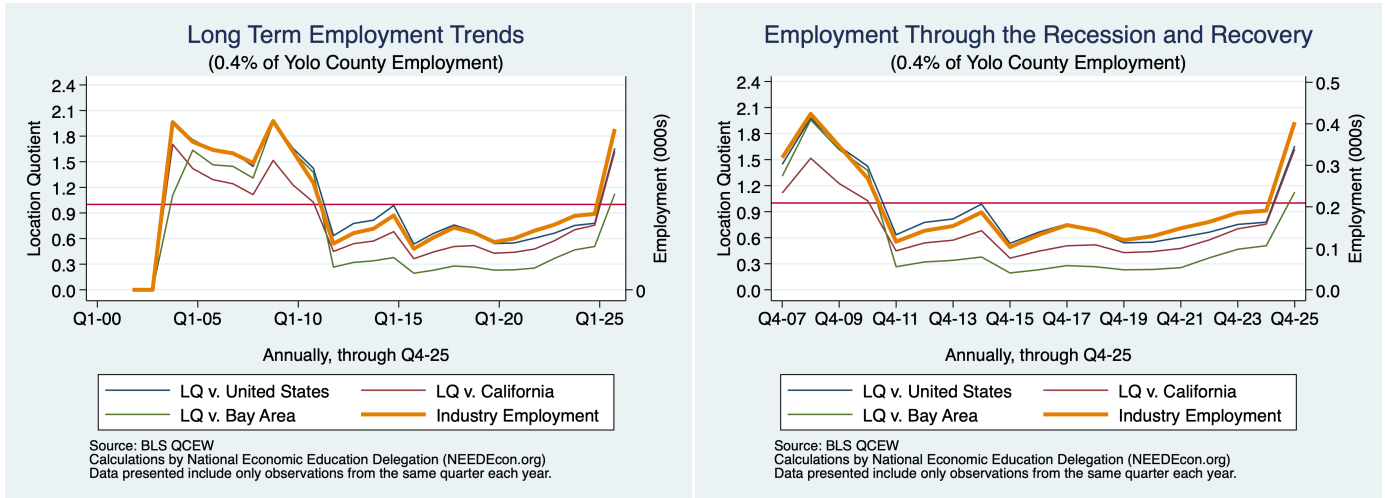 Long Term Employment Trends
(0.4% of Yolo County Employment)
Location Quotient
2.4
2.1
1.8
1.5
1.2
0.9
0.6
0.3
0.0
0
Employment (000s)
Q1-00 Q1-05 Q1-10 Q1-15 Q1-20 Q1-25
Annually, through Q4-25
LQ v. United States LQ v. California
LQ v. Bay Area Industry Employment
Source: BLS QCEW
Calculations by National Economic Education Delegation (NEEDEcon.org)
Data presented include only observations from the same quarter each year.
Employment Through the Recession and Recovery
(0.4% of Yolo County Employment)
Location Quotient
2.4
2.1
1.8
1.5
1.2
0.9
0.6
0.3
0.0
0.5
0.4
0.3
0.2
0.1
0.0
Employment (000s)
Q4-07 Q4-09 Q4-11 Q4-13 Q4-15 Q4-17 Q4-19 Q4-21 Q4-23 Q4-25
Annually, through Q4-25
LQ v. United States LQ v. California
LQ v. Bay Area Industry Employment
Source: BLS QCEW
Calculations by National Economic Education Delegation (NEEDEcon.org)
Data presented include only observations from the same quarter each year.